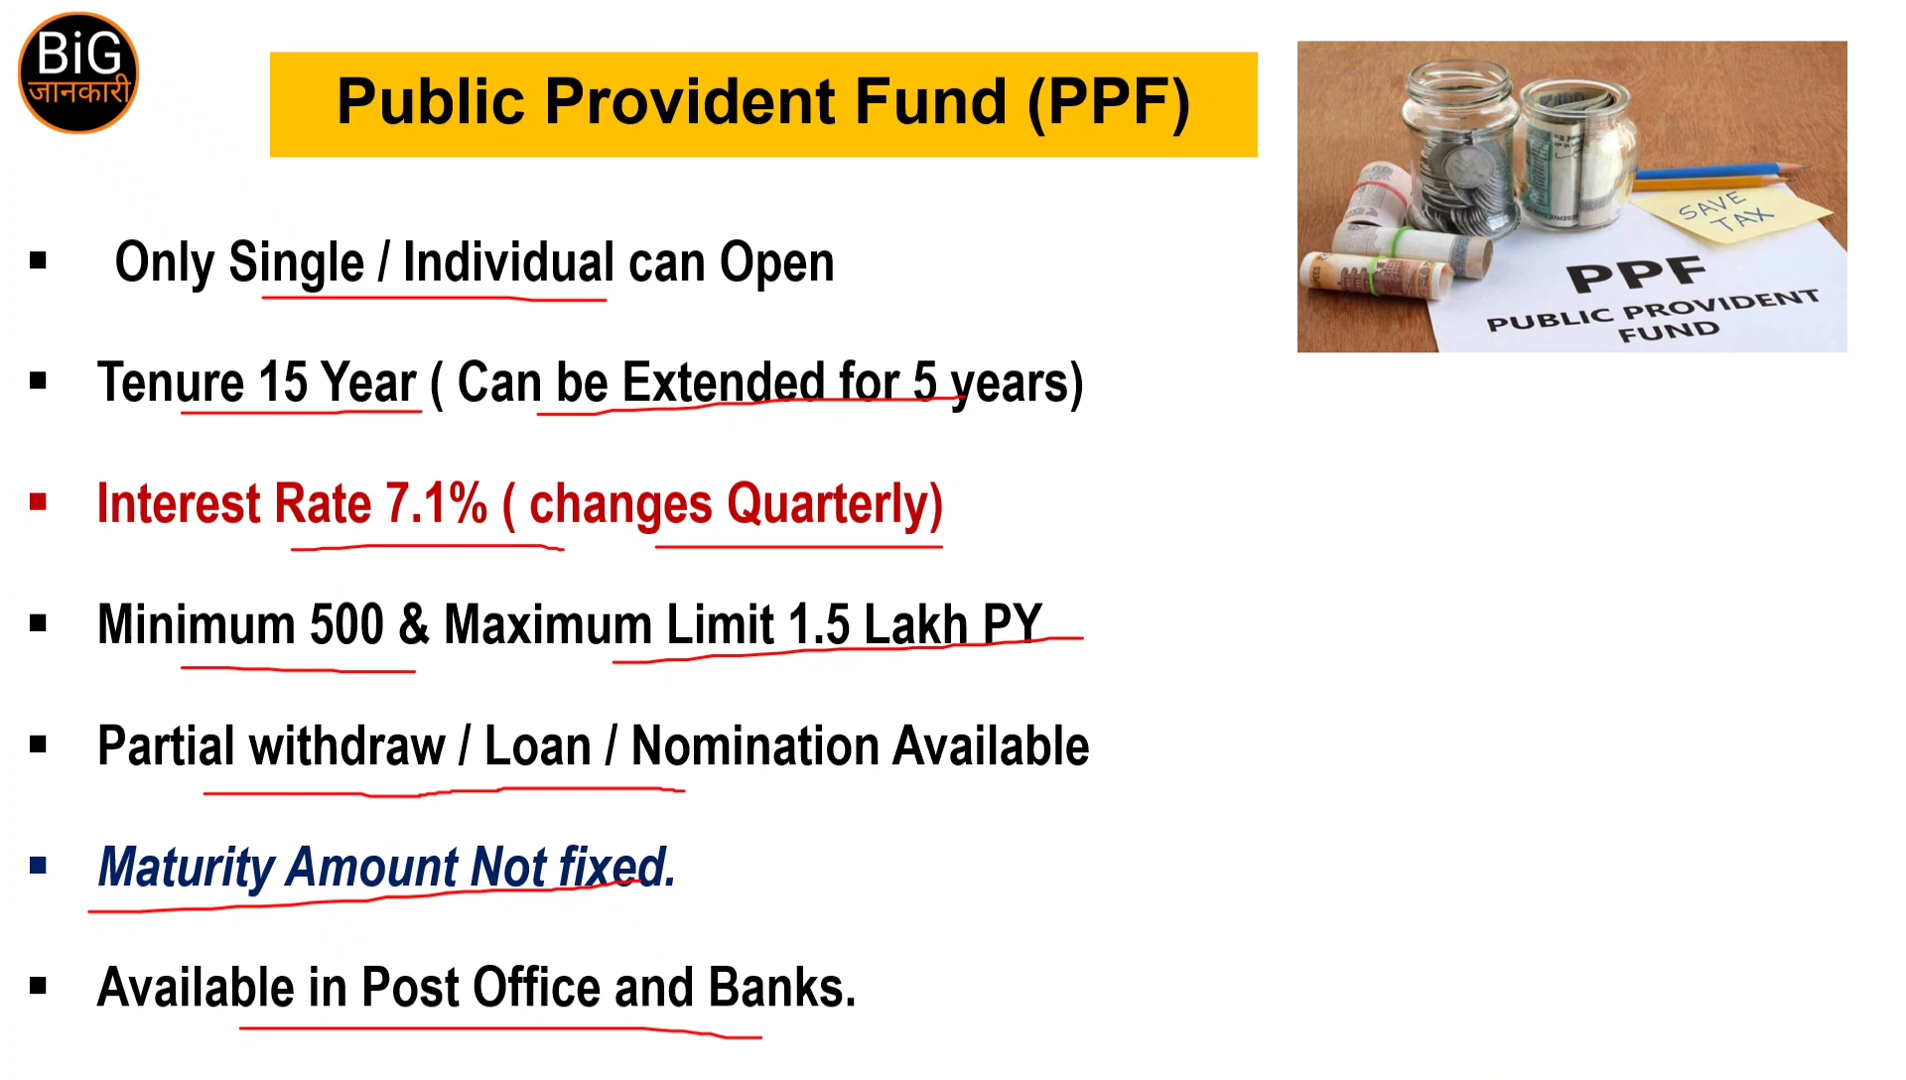 BiG
जानकारी
Public Provident Fund (PPF)
SAVE
TAX
PPF
PUBLIC PROVIDENT
FUND
▪ Only Single / Individual can Open
▪ Tenure 15 Year ( Can be Extended for 5 years)
▪ Interest Rate 7.1% ( changes Quarterly)
▪ Minimum 500 & Maximum Limit 1.5 Lakh PY
▪ Partial withdraw / Loan / Nomination Available
▪ Maturity Amount Not fixed.
▪ Available in Post Office and Banks.